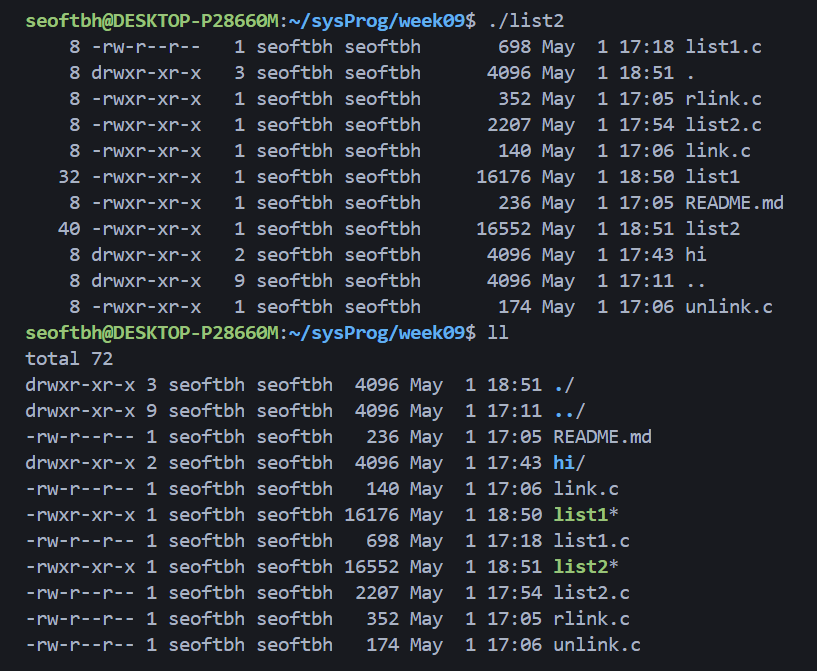 seoftbh@DESKTOP-P28660M:~/sysProg/week09$ ./list2
    8 -rw-r--r--   1 seoftbh seoftbh       698 May  1 17:18 list1.c
    8 drwxr-xr-x   3 seoftbh seoftbh      4096 May  1 18:51 .
    8 -rwxr-xr-x   1 seoftbh seoftbh       352 May  1 17:05 rlink.c
    8 -rwxr-xr-x   1 seoftbh seoftbh      2207 May  1 17:54 list2.c
    8 -rwxr-xr-x   1 seoftbh seoftbh       140 May  1 17:06 link.c
   32 -rwxr-xr-x   1 seoftbh seoftbh     16176 May  1 18:50 list1
    8 -rwxr-xr-x   1 seoftbh seoftbh       236 May  1 17:05 README.md
   40 -rwxr-xr-x   1 seoftbh seoftbh     16552 May  1 18:51 list2
    8 drwxr-xr-x   2 seoftbh seoftbh      4096 May  1 17:43 hi
    8 drwxr-xr-x   9 seoftbh seoftbh      4096 May  1 17:11 ..
    8 -rwxr-xr-x   1 seoftbh seoftbh       174 May  1 17:06 unlink.c
seoftbh@DESKTOP-P28660M:~/sysProg/week09$ ll
total 72
drwxr-xr-x 3 seoftbh seoftbh  4096 May  1 18:51 ./
drwxr-xr-x 9 seoftbh seoftbh  4096 May  1 17:11 ../
-rw-r--r-- 1 seoftbh seoftbh   236 May  1 17:05 README.md
drwxr-xr-x 2 seoftbh seoftbh  4096 May  1 17:43 hi/
-rw-r--r-- 1 seoftbh seoftbh   140 May  1 17:06 link.c
-rwxr-xr-x 1 seoftbh seoftbh 16176 May  1 18:50 list1*
-rw-r--r-- 1 seoftbh seoftbh   698 May  1 17:18 list1.c
-rwxr-xr-x 1 seoftbh seoftbh 16552 May  1 18:51 list2*
-rw-r--r-- 1 seoftbh seoftbh  2207 May  1 17:54 list2.c
-rw-r--r-- 1 seoftbh seoftbh   352 May  1 17:05 rlink.c
-rw-r--r-- 1 seoftbh seoftbh   174 May  1 17:06 unlink.c